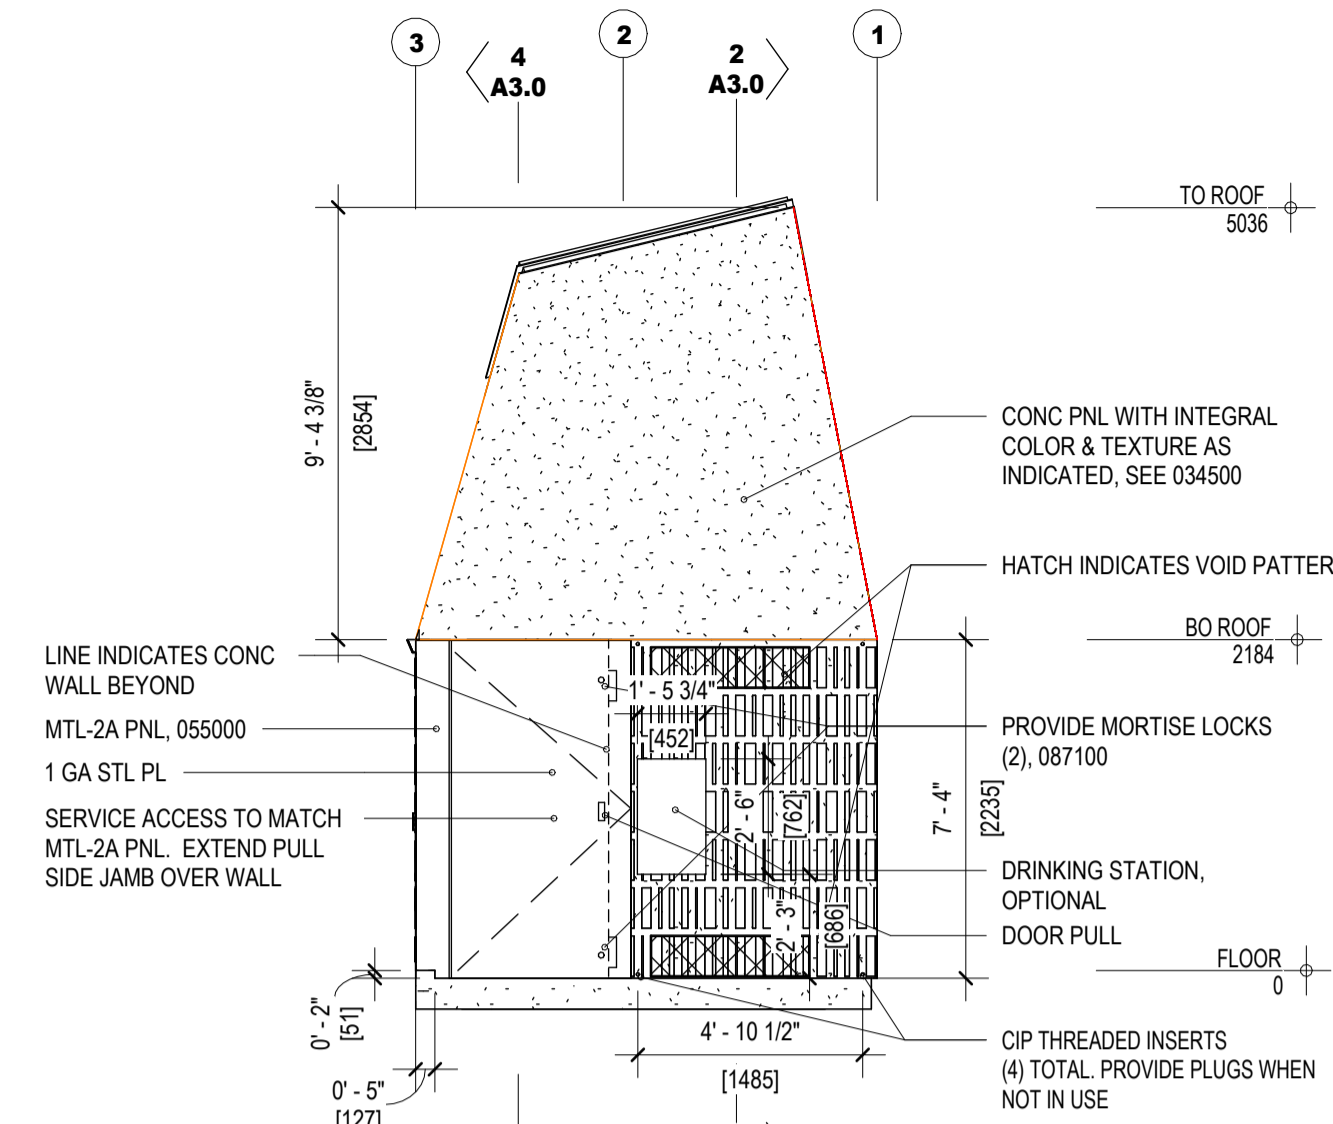 3
4
A3.0
2
2
A3.0
1
TO ROOF
5036
9' - 4 3/8"
[2854]
CONC PNL WITH INTEGRAL
COLOR & TEXTURE AS
INDICATED, SEE 034500
HATCH INDICATES VOID PATTER
BO ROOF
2184
LINE INDICATES CONC
WALL BEYOND
MTL-2A PNL, 055000
1 GA STL PL
SERVICE ACCESS TO MATCH
MTL-2A PNL. EXTEND PULL
SIDE JAMB OVER WALL
1' - 5 3/4"
[452]
2' - 6"
[762]
2' - 3"
[686]
7' - 4"
[2235]
PROVIDE MORTISE LOCKS
(2), 087100
DRINKING STATION,
OPTIONAL
DOOR PULL
FLOOR
0
0' - 2"
[51]
0' - 5"
[127]
4' - 10 1/2"
[1485]
CIP THREADED INSERTS
(4) TOTAL. PROVIDE PLUGS WHEN
NOT IN USE